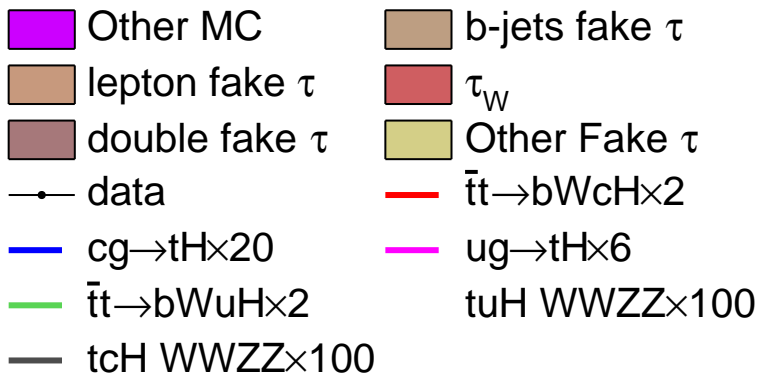 Other MC b-jets fake τ
lepton fake τ τ_W
double fake τ Other Fake τ
data t̄t→bWcH×2
cg→tH×20 ug→tH×6
t̄t→bWuH×2 tuH WWZZ×100
tcH WWZZ×100